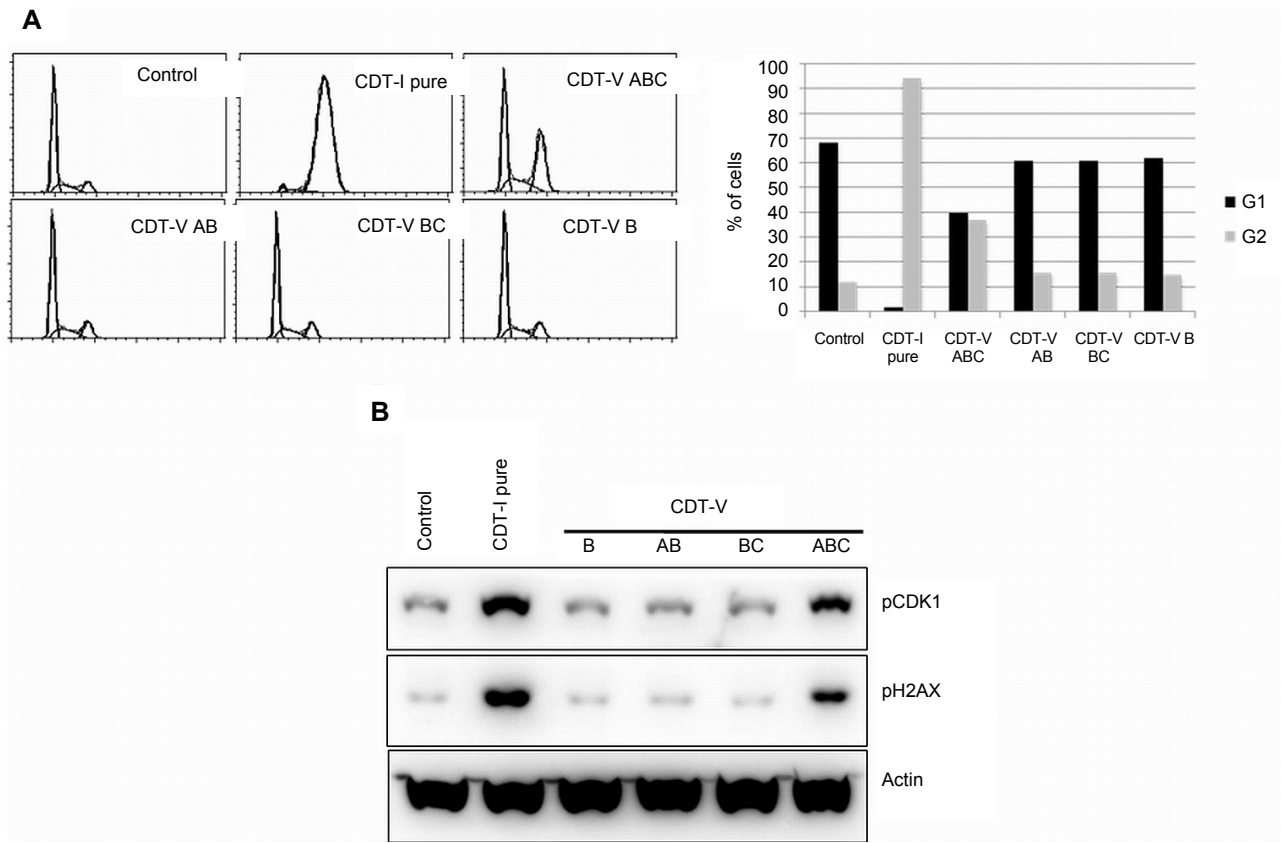 A
Control
CDT-I pure
CDT-V ABC
CDT-V AB
CDT-V BC
CDT-V B
% of cells
100
90
80
70
60
50
40
30
20
10
0
Control
CDT-I
pure
CDT-V
ABC
CDT-V
AB
CDT-V
BC
CDT-V B
G1
G2
B
Control
CDT-I pure
CDT-V
B
AB
BC
ABC
pCDK1
pH2AX
Actin